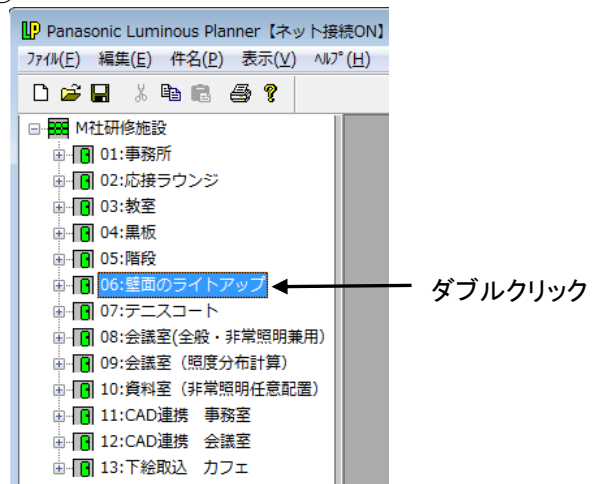 Panasonic Luminous Planner【ネット接続ON】
ﾌｧｲﾙ(F) 編集(E) 件名(P) 表示(V) ﾍﾙﾌﾟ(H)
M社研修施設
01:事務所
02:応接ラウンジ
03:教室
04:黒板
05:階段
06:壁面のライトアップ
ダブルクリック
07:テニスコート
08:会議室(全般・非常照明兼用)
09:会議室（照度分布計算）
10:資料室（非常照明任意配置）
11:CAD連携　事務室
12:CAD連携　会議室
13:下絵取込　カフェ